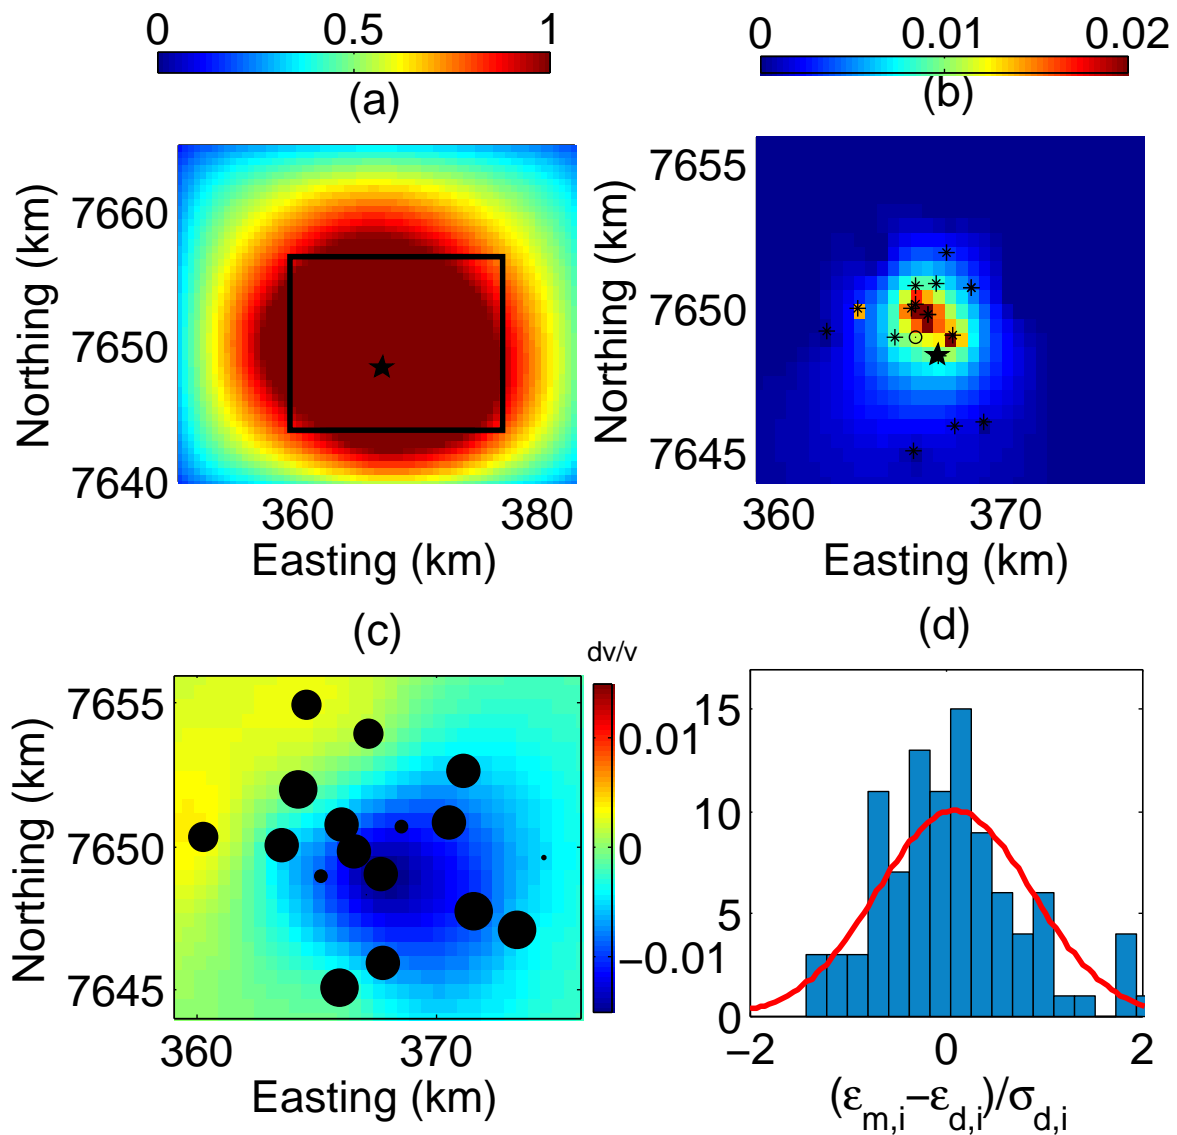 0 0.5 1
(a)
7660
7650
7640
Northing (km)
360 380
Easting (km)
0 0.01 0.02
(b)
7655
7650
7645
Northing (km)
360 370
Easting (km)
(c)
dv/v
7655
7650
7645
Northing (km)
360 370
Easting (km)
0.01
0
−0.01
(d)
15
10
5
0
−2 0 2
(ε_{m,i}−ε_{d,i})/σ_{d,i}